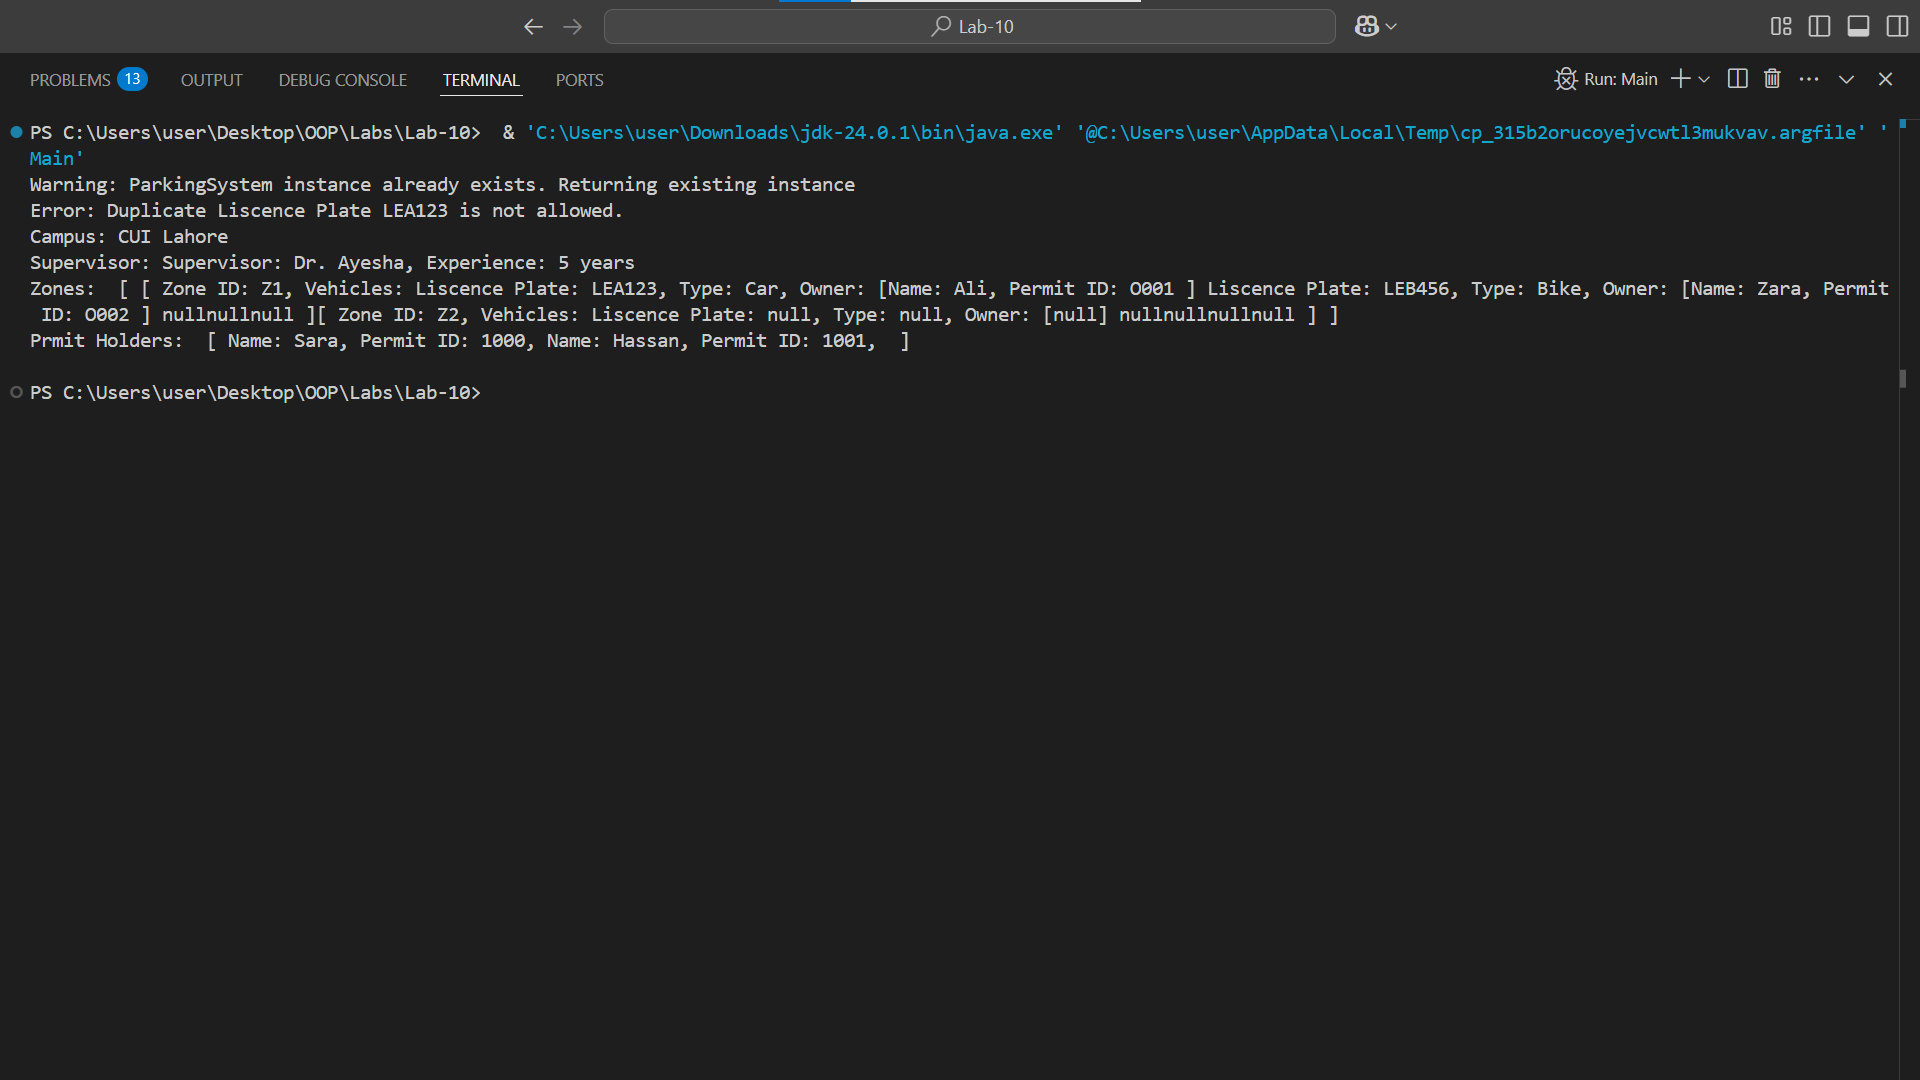 Lab-10
PROBLEMS 13 OUTPUT DEBUG CONSOLE TERMINAL PORTS Run: Main
PS C:\Users\user\Desktop\OOP\Labs\Lab-10>  & 'C:\Users\user\Downloads\jdk-24.0.1\bin\java.exe' '@C:\Users\user\AppData\Local\Temp\cp_315b2orucoyejvcwtl3mukvav.argfile' '
Main'
Warning: ParkingSystem instance already exists. Returning existing instance
Error: Duplicate Liscence Plate LEA123 is not allowed.
Campus: CUI Lahore
Supervisor: Supervisor: Dr. Ayesha, Experience: 5 years
Zones:  [ [ Zone ID: Z1, Vehicles: Liscence Plate: LEA123, Type: Car, Owner: [Name: Ali, Permit ID: O001 ] Liscence Plate: LEB456, Type: Bike, Owner: [Name: Zara, Permit
ID: O002 ] nullnullnull ][ Zone ID: Z2, Vehicles: Liscence Plate: null, Type: null, Owner: [null] nullnullnullnull ] ]
Prmit Holders:  [ Name: Sara, Permit ID: 1000, Name: Hassan, Permit ID: 1001,  ]
PS C:\Users\user\Desktop\OOP\Labs\Lab-10>